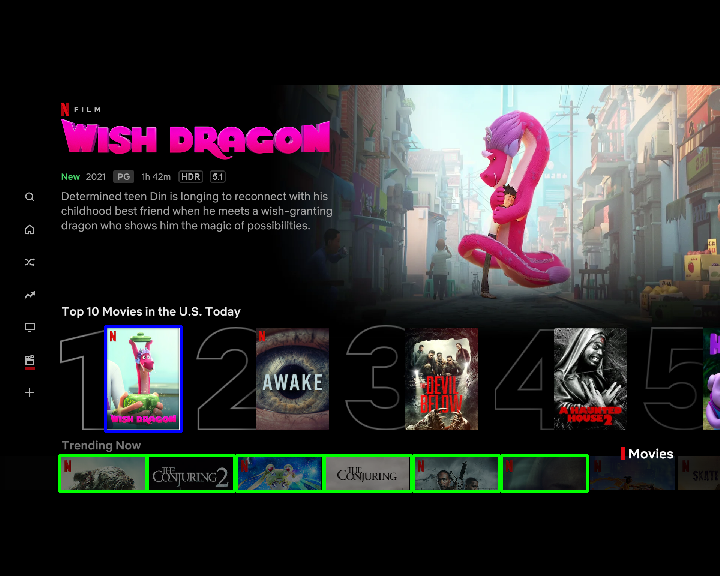 N FILM
WISH DRAGON
New 2021 PG 1h 42m HDR 5.1
Determined teen Din is longing to reconnect with his
childhood best friend when he meets a wish-granting
dragon who shows him the magic of possibilities.
Top 10 Movies in the U.S. Today
1 2 3 4 5
N
WISH DRAGON
N
AWAKE
DEVIL
BELOW
A HAUNTED
HOUSE 2
Trending Now
Movies
N
THE
CONJURING 2
N
THE
CONJURING
N
N
N